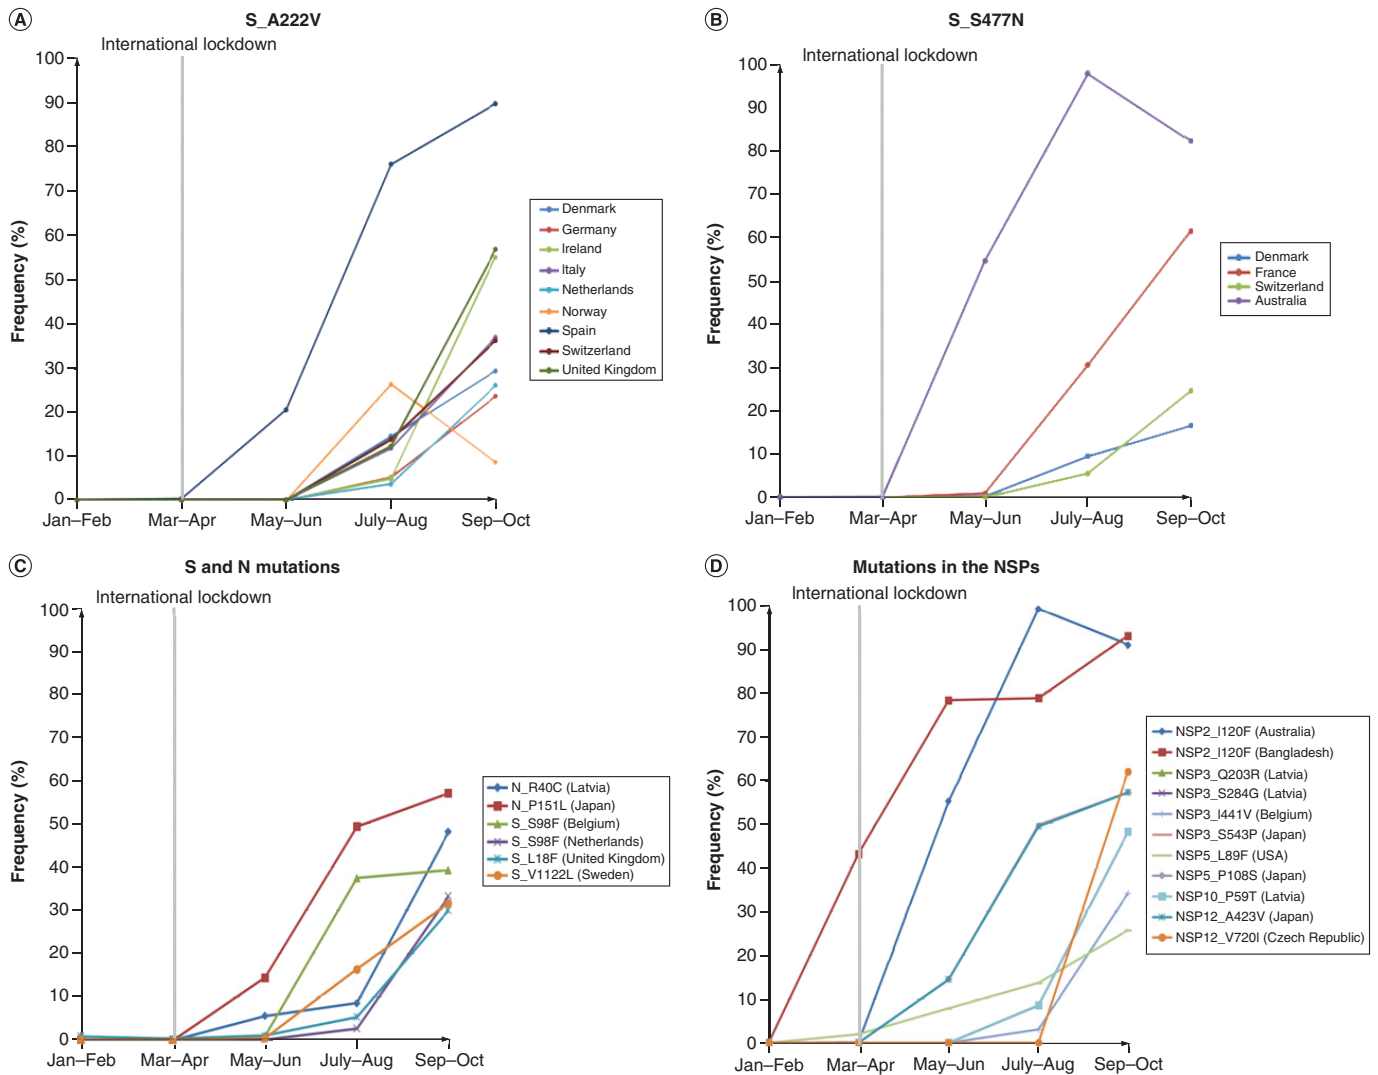 A
S_A222V
International lockdown
100
90
80
70
60
50
40
30
20
10
0
Frequency (%)
Jan–Feb
Mar–Apr
May–Jun
July–Aug
Sep–Oct
Denmark
Germany
Ireland
Italy
Netherlands
Norway
Spain
Switzerland
United Kingdom
B
S_S477N
International lockdown
100
90
80
70
60
50
40
30
20
10
0
Frequency (%)
Jan–Feb
Mar–Apr
May–Jun
July–Aug
Sep–Oct
Denmark
France
Switzerland
Australia
C
S and N mutations
International lockdown
100
90
80
70
60
50
40
30
20
10
0
Frequency (%)
Jan–Feb
Mar–Apr
May–Jun
July–Aug
Sep–Oct
N_R40C (Latvia)
N_P151L (Japan)
S_S98F (Belgium)
S_S98F (Netherlands)
S_L18F (United Kingdom)
S_V1122L (Sweden)
D
Mutations in the NSPs
International lockdown
100
90
80
70
60
50
40
30
20
10
0
Frequency (%)
Jan–Feb
Mar–Apr
May–Jun
July–Aug
Sep–Oct
NSP2_I120F (Australia)
NSP2_I120F (Bangladesh)
NSP3_Q203R (Latvia)
NSP3_S284G (Latvia)
NSP3_I441V (Belgium)
NSP3_S543P (Japan)
NSP5_L89F (USA)
NSP5_P108S (Japan)
NSP10_P59T (Latvia)
NSP12_A423V (Japan)
NSP12_V720I (Czech Republic)